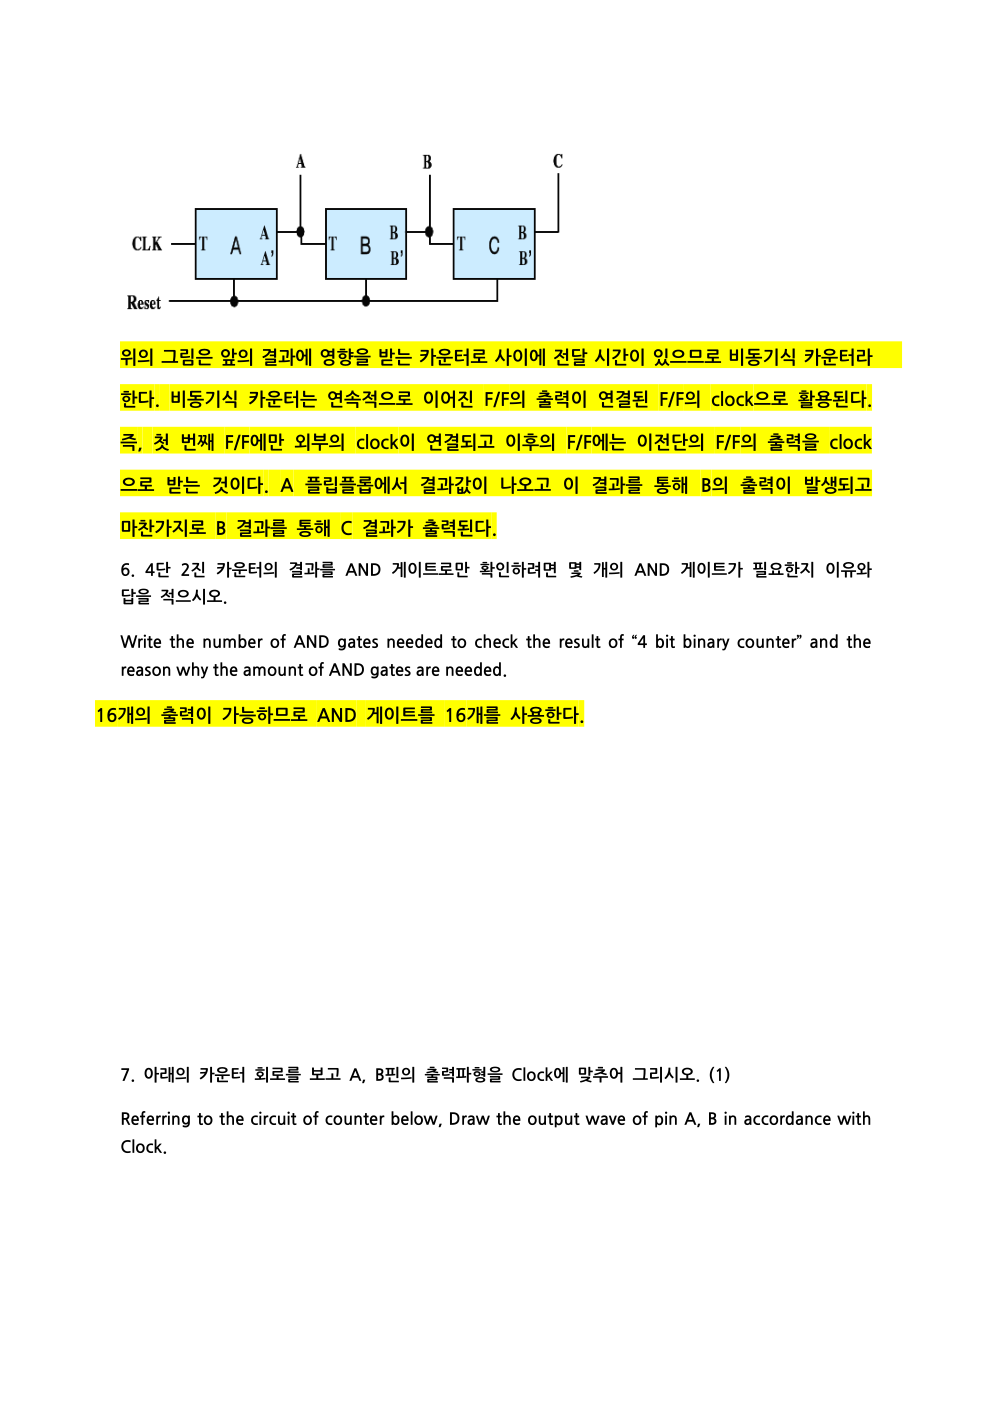 A B C
CLK T A A A' T B B B' T C B B'
Reset
위의 그림은 앞의 결과에 영향을 받는 카운터로 사이에 전달 시간이 있으므로 비동기식 카운터라
한다. 비동기식 카운터는 연속적으로 이어진 F/F의 출력이 연결된 F/F의 clock으로 활용된다.
즉, 첫 번째 F/F에만 외부의 clock이 연결되고 이후의 F/F에는 이전단의 F/F의 출력을 clock
으로 받는 것이다. A 플립플롭에서 결과값이 나오고 이 결과를 통해 B의 출력이 발생되고
마찬가지로 B 결과를 통해 C 결과가 출력된다.
6. 4단 2진 카운터의 결과를 AND 게이트로만 확인하려면 몇 개의 AND 게이트가 필요한지 이유와
답을 적으시오.
Write the number of AND gates needed to check the result of “4 bit binary counter” and the
reason why the amount of AND gates are needed.
16개의 출력이 가능하므로 AND 게이트를 16개를 사용한다.
7. 아래의 카운터 회로를 보고 A, B핀의 출력파형을 Clock에 맞추어 그리시오. (1)
Referring to the circuit of counter below, Draw the output wave of pin A, B in accordance with
Clock.